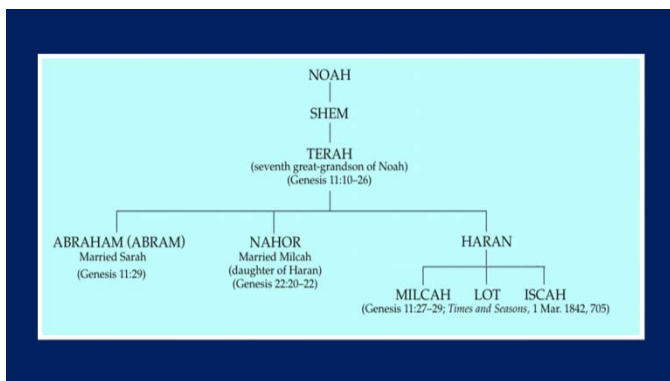 NOAH
SHEM
TERAH
(seventh great-grandson of Noah)
(Genesis 11:10–26)
ABRAHAM (ABRAM)
Married Sarah
(Genesis 11:29)
NAHOR
Married Milcah
(daughter of Haran)
(Genesis 22:20–22)
HARAN
MILCAH LOT ISCAH
(Genesis 11:27–29; Times and Seasons, 1 Mar. 1842, 705)